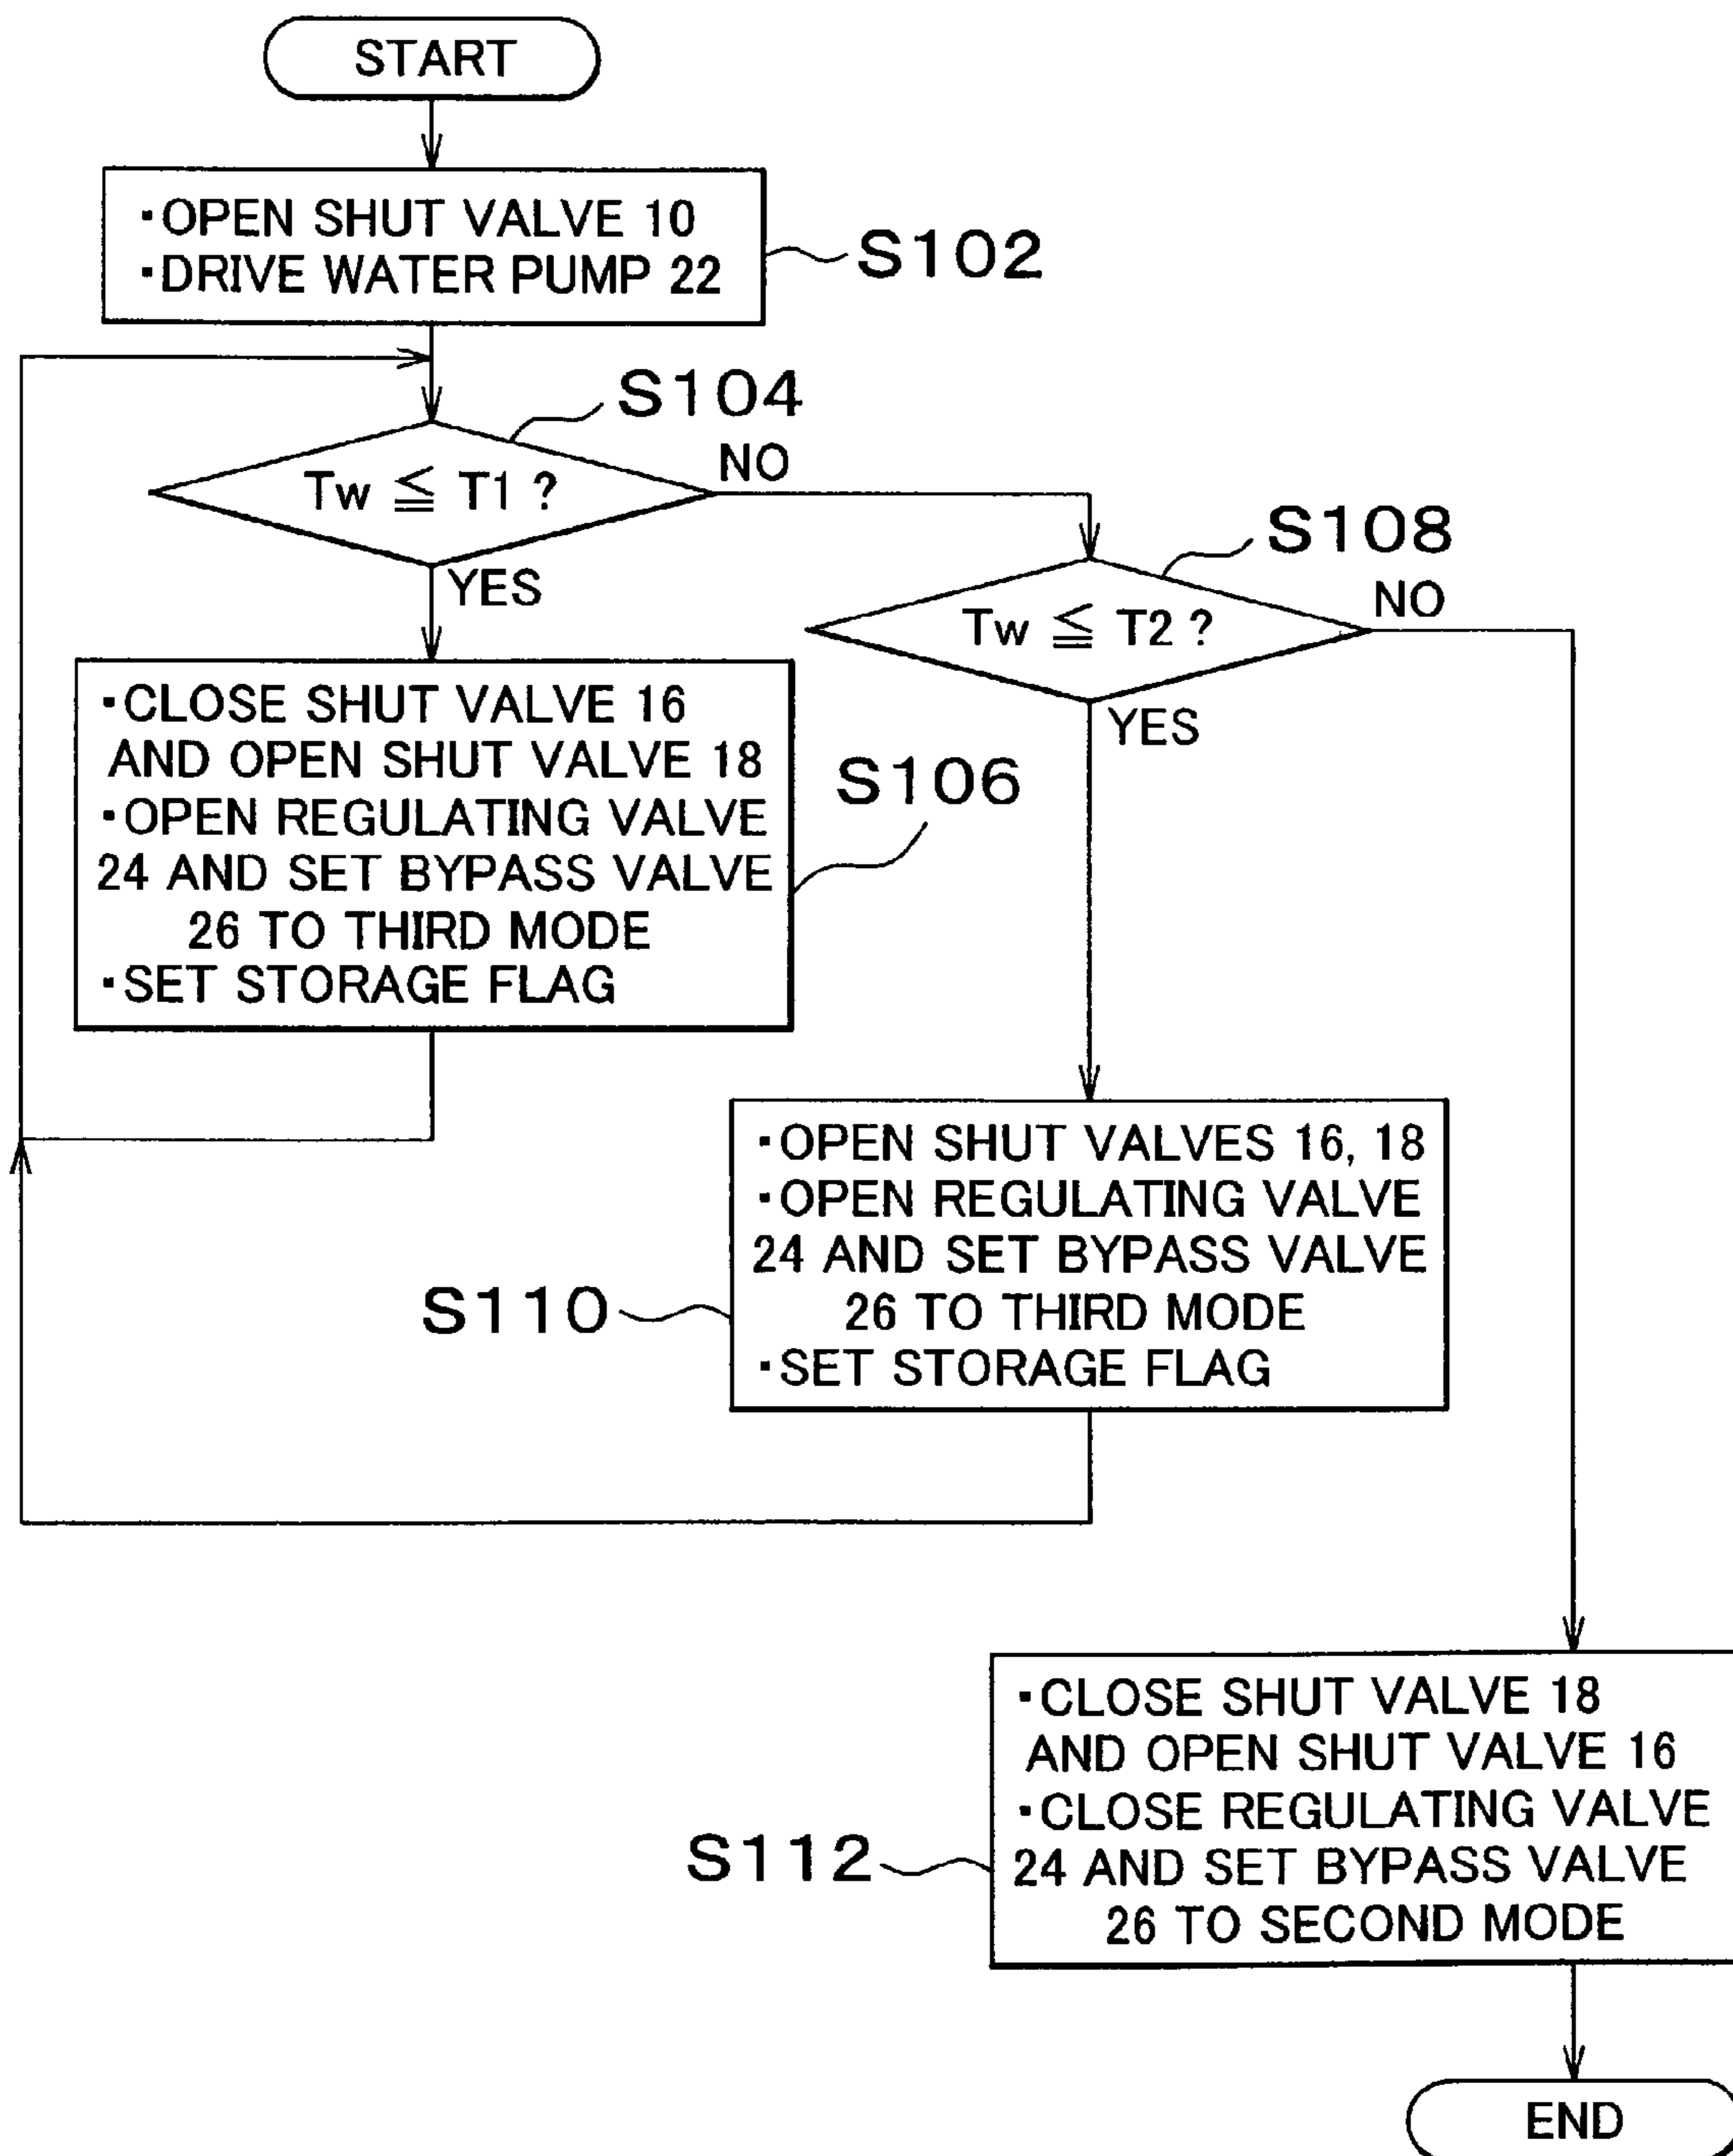 START
・OPEN SHUT VALVE 10
・DRIVE WATER PUMP 22
S102
S104
Tw ≦ T1 ?
NO
YES
S108
Tw ≦ T2 ?
NO
YES
・CLOSE SHUT VALVE 16
AND OPEN SHUT VALVE 18
・OPEN REGULATING VALVE
24 AND SET BYPASS VALVE
26 TO THIRD MODE
・SET STORAGE FLAG
S106
・OPEN SHUT VALVES 16, 18
・OPEN REGULATING VALVE
24 AND SET BYPASS VALVE
26 TO THIRD MODE
・SET STORAGE FLAG
S110
・CLOSE SHUT VALVE 18
AND OPEN SHUT VALVE 16
・CLOSE REGULATING VALVE
24 AND SET BYPASS VALVE
26 TO SECOND MODE
S112
END